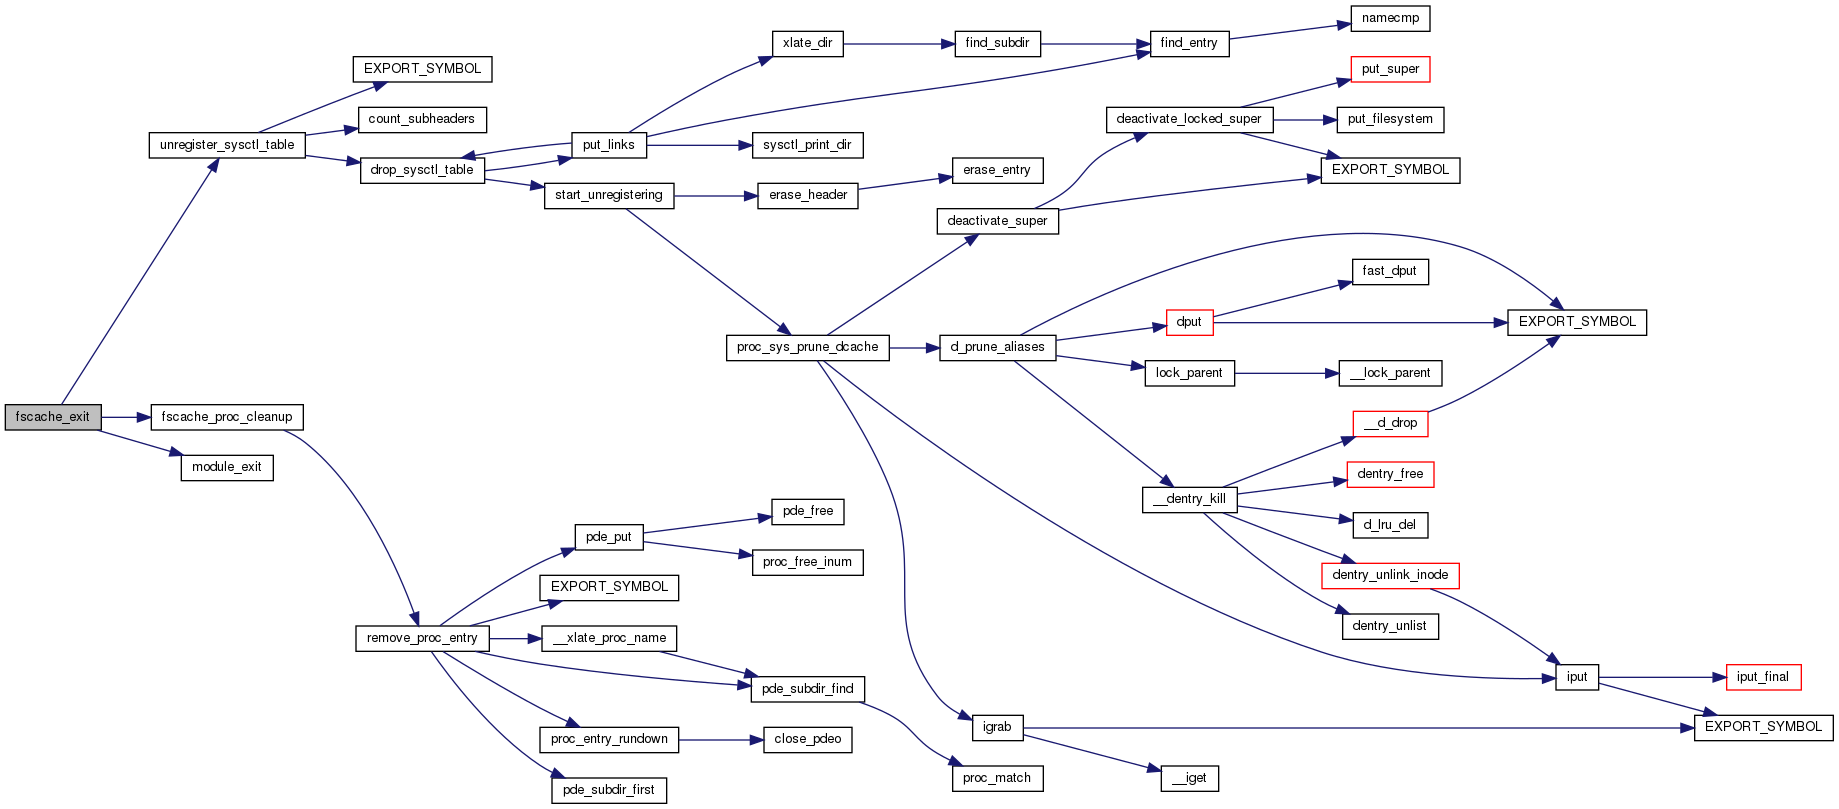 namecmp
xlate_dir
find_subdir
find_entry
EXPORT_SYMBOL
put_super
count_subheaders
deactivate_locked_super
put_filesystem
unregister_sysctl_table
put_links
sysctl_print_dir
drop_sysctl_table
erase_entry
EXPORT_SYMBOL
start_unregistering
erase_header
deactivate_super
fast_dput
dput
EXPORT_SYMBOL
proc_sys_prune_dcache
d_prune_aliases
lock_parent
__lock_parent
fscache_exit
fscache_proc_cleanup
__d_drop
module_exit
dentry_free
__dentry_kill
pde_free
d_lru_del
pde_put
proc_free_inum
dentry_unlink_inode
EXPORT_SYMBOL
dentry_unlist
remove_proc_entry
__xlate_proc_name
iput
iput_final
pde_subdir_find
igrab
EXPORT_SYMBOL
proc_entry_rundown
close_pdeo
proc_match
__iget
pde_subdir_first